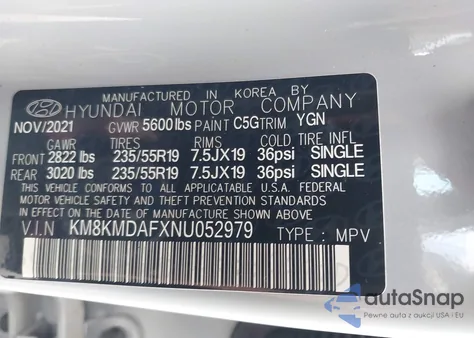 MANUFACTURED IN KOREA BY
HYUNDAI MOTOR COMPANY
NOV/2021 GVWR 5600lbs PAINT C5G TRIM YGN
GAWR TIRES RIMS COLD TIRE INFL
FRONT 2822 lbs 235/55R19 7.5JX19 36psi SINGLE
REAR 3020 lbs 235/55R19 7.5JX19 36psi SINGLE
THIS VEHICLE CONFORMS TO ALL APPLICABLE U.S.A. FEDERAL
MOTOR VEHICLE SAFETY AND THEFT PREVENTION STANDARDS
IN EFFECT ON THE DATE OF MANUFACTURE SHOWN ABOVE.
V.I.N KM8KMDAFXNU052979
TYPE : MPV
autoSnap
Pewne auta z aukcji USA i EU